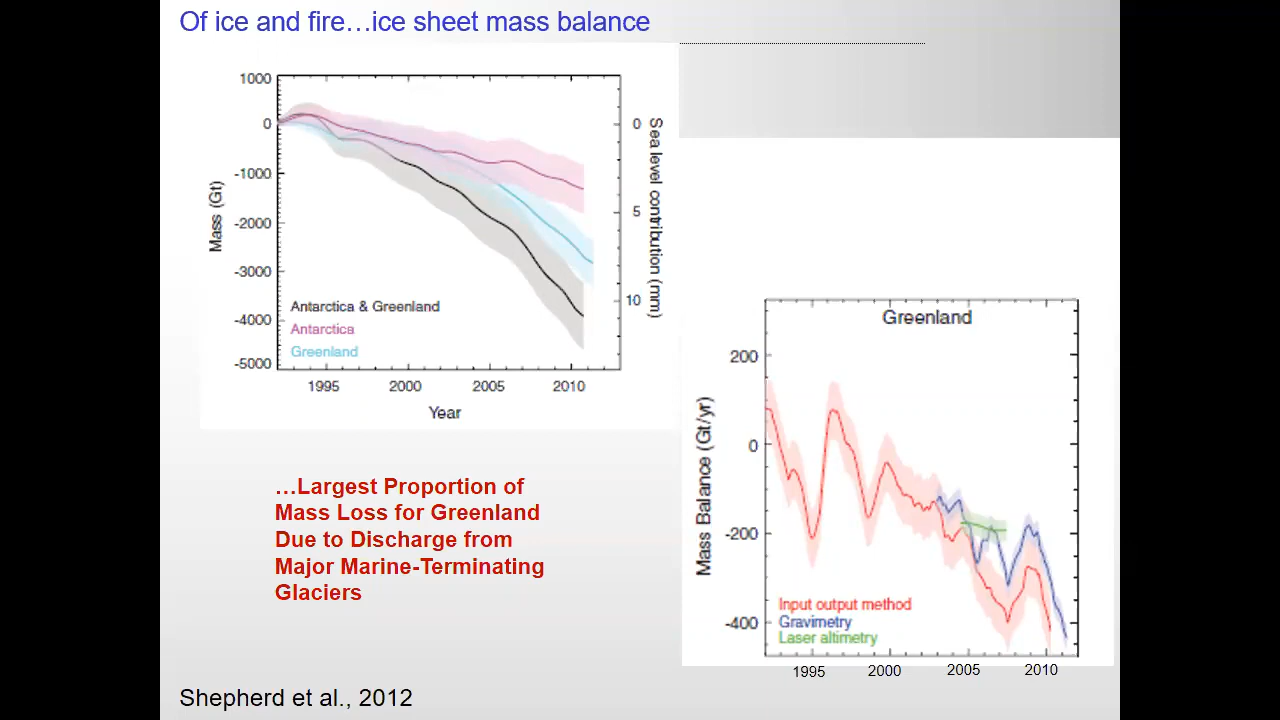 Of ice and fire…ice sheet mass balance
1000
0
-1000
-2000
-3000
-4000
-5000
Mass (Gt)
0
5
10
Sea level contribution (mm)
Antarctica & Greenland
Antarctica
Greenland
1995 2000 2005 2010
Year
Greenland
200
0
-200
-400
Mass Balance (Gt/yr)
Input output method
Gravimetry
Laser altimetry
1995 2000 2005 2010
…Largest Proportion of
Mass Loss for Greenland
Due to Discharge from
Major Marine-Terminating
Glaciers
Shepherd et al., 2012